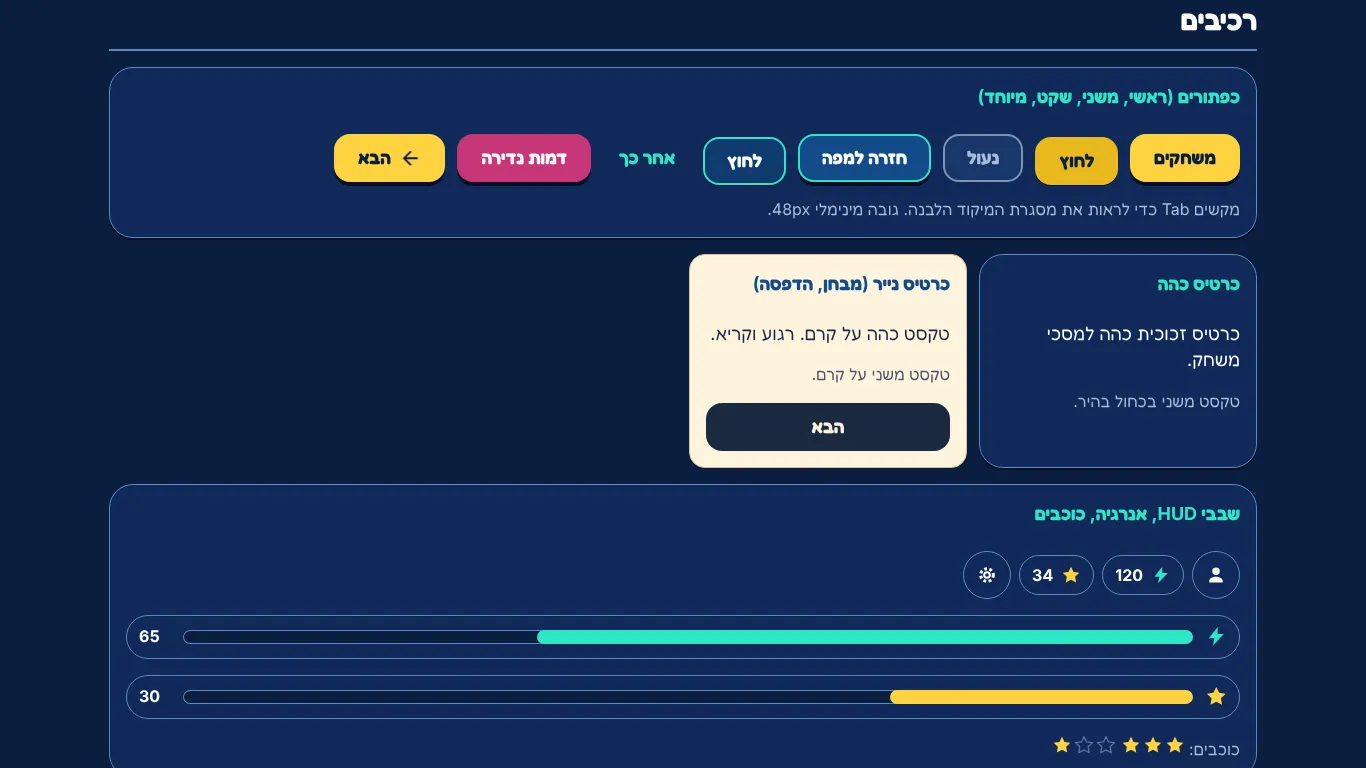 רכיבים
כפתורים (ראשי, משני, שקט, מיוחד)
משחקים
לחוץ
נעול
חזרה למפה
לחוץ
אחר כך
דמות נדירה
הבא
מקשים Tab כדי לראות את מסגרת המיקוד הלבנה. גובה מינימלי 48px.
כרטיס כהה
כרטיס זכוכית כהה למסכי
משחק.
טקסט משני בכחול בהיר.
כרטיס נייר (מבחן, הדפסה)
טקסט כהה על קרם. רגוע וקריא.
טקסט משני על קרם.
הבא
שבבי HUD, אנרגיה, כוכבים
120
34
65
30
כוכבים: